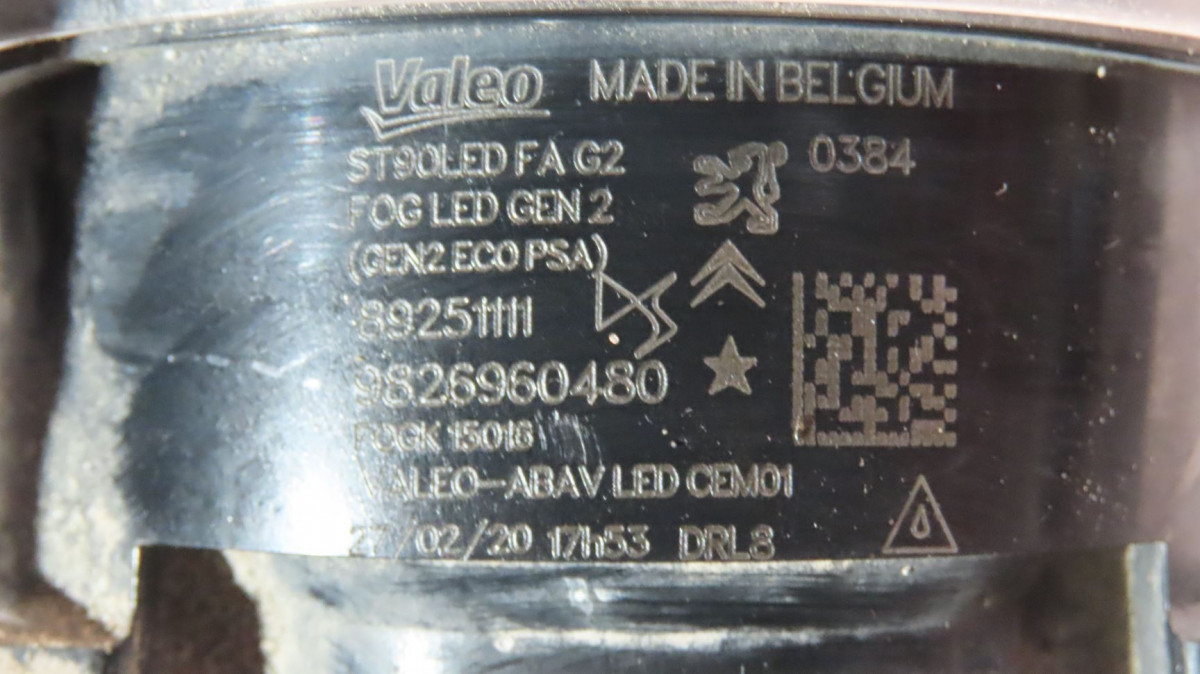 Valeo MADE IN BELGIUM
ST90LED FA G2 0384
FOG LED GEN 2
(GEN2 ECO PSA)
89251111
9826960480
FOGK 15016
VALEO-ABAV LED CEM01
27/02/20 17h53 DRL8